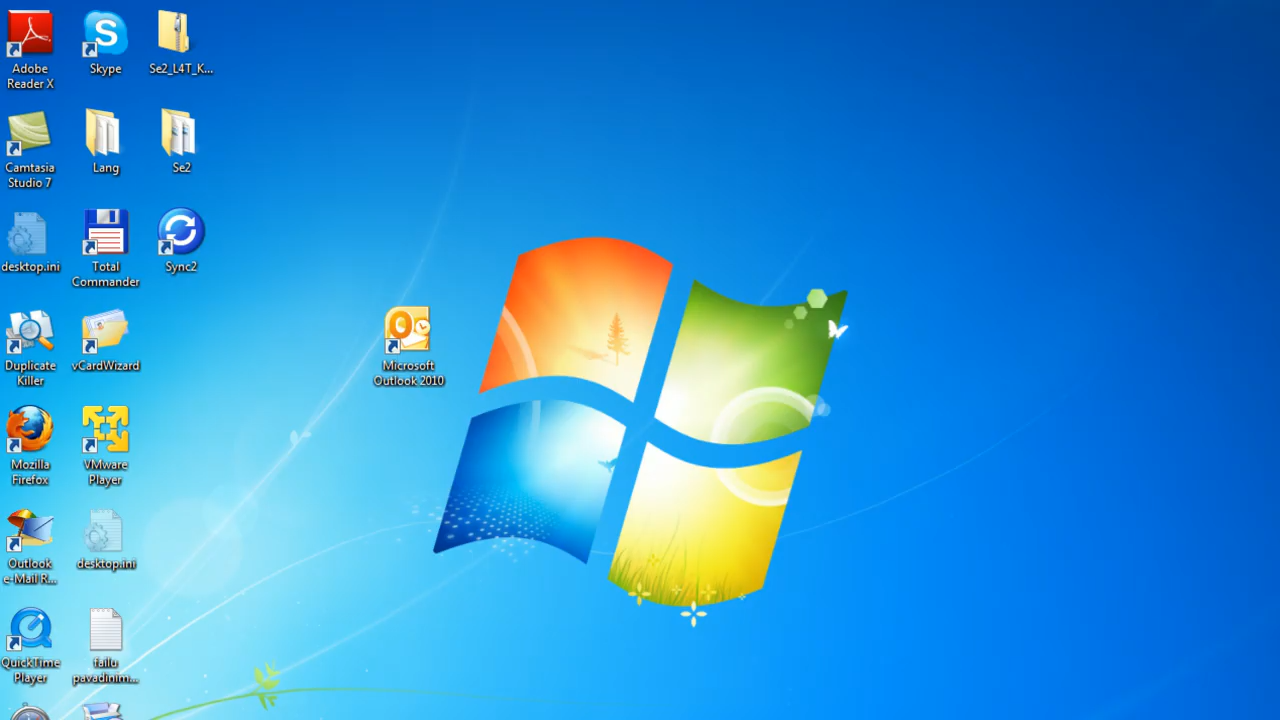 Adobe
Reader X
Skype
Se2_L4T_K...
Camtasia
Studio 7
Lang
Se2
desktop.ini
Total
Commander
Sync2
Duplicate
Killer
vCardWizard
Microsoft
Outlook 2010
Mozilla
Firefox
VMware
Player
Outlook
e-Mail R...
desktop.ini
QuickTime
Player
failu
pavadinim...